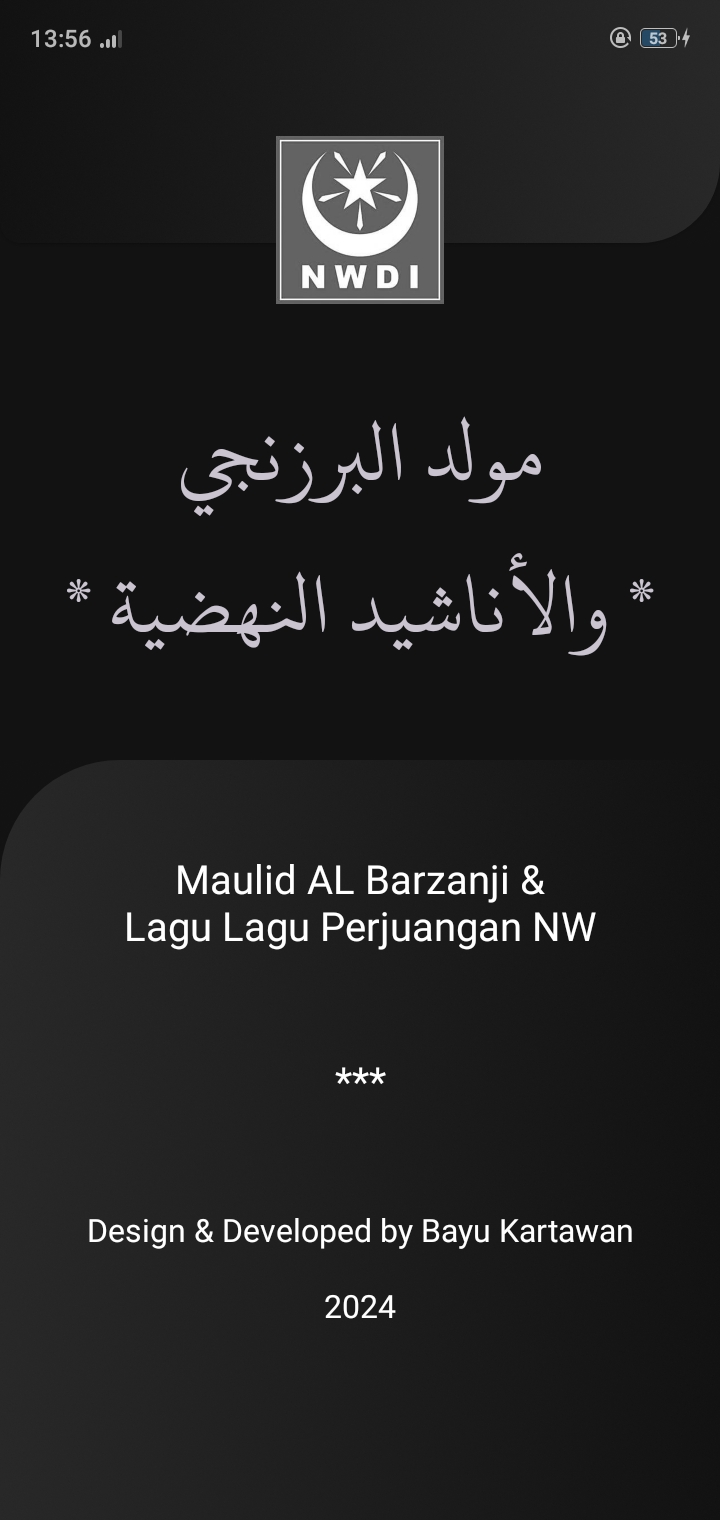 13:56
53
NWDI
مولد البرزنجي
* والأناشيد النهضية *
Maulid AL Barzanji &
Lagu Lagu Perjuangan NW
***
Design & Developed by Bayu Kartawan
2024